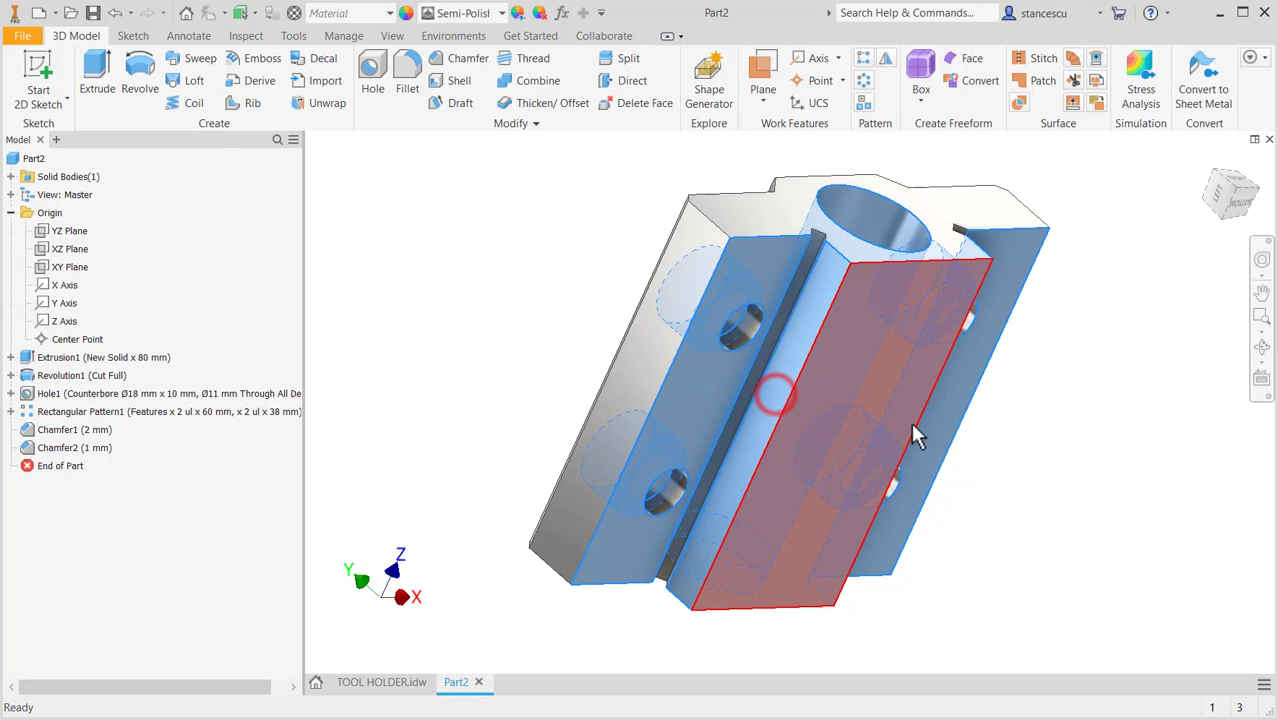 PRO
Material
Semi-Polisl
fx
Part2
Search Help & Commands...
stancescu
File
3D Model
Sketch
Annotate
Inspect
Tools
Manage
View
Environments
Get Started
Collaborate
Start
2D Sketch
Extrude
Revolve
Sweep
Loft
Coil
Emboss
Derive
Rib
Decal
Import
Unwrap
Hole
Fillet
Chamfer
Shell
Draft
Thread
Combine
Thicken/ Offset
Split
Direct
Delete Face
Shape
Generator
Plane
Axis
Point
UCS
Box
Face
Convert
Stitch
Patch
Stress
Analysis
Convert to
Sheet Metal
Sketch
Create
Modify
Explore
Work Features
Pattern
Create Freeform
Surface
Simulation
Convert
Model
Part2
Solid Bodies(1)
View: Master
Origin
YZ Plane
XZ Plane
XY Plane
X Axis
Y Axis
Z Axis
Center Point
Extrusion1 (New Solid x 80 mm)
Revolution1 (Cut Full)
Hole1 (Counterbore Ø18 mm x 10 mm, Ø11 mm Through All De
Rectangular Pattern1 (Features x 2 ul x 60 mm, x 2 ul x 38 mm)
Chamfer1 (2 mm)
Chamfer2 (1 mm)
End of Part
Z
Y
X
TOOL HOLDER.idw
Part2
Ready
1
3